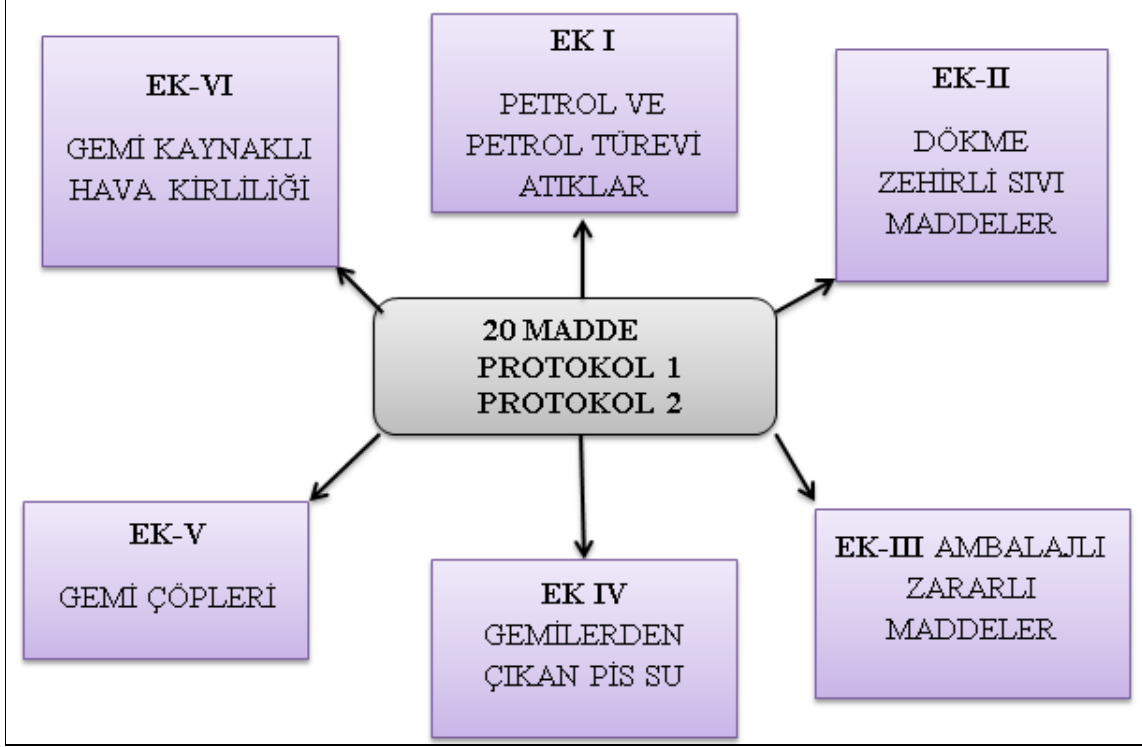 EK I
PETROL VE
PETROL TÜREVİ
ATIKLAR
EK-II
DÖKME
ZEHİRLİ SIVI
MADDELER
EK-III AMBALAJLI
ZARARLI
MADDELER
EK IV
GEMİLERDEN
ÇIKAN PİS SU
EK-V
GEMİ ÇÖPLERİ
EK-VI
GEMİ KAYNAKLI
HAVA KİRLİLİĞİ
20 MADDE
PROTOKOL 1
PROTOKOL 2